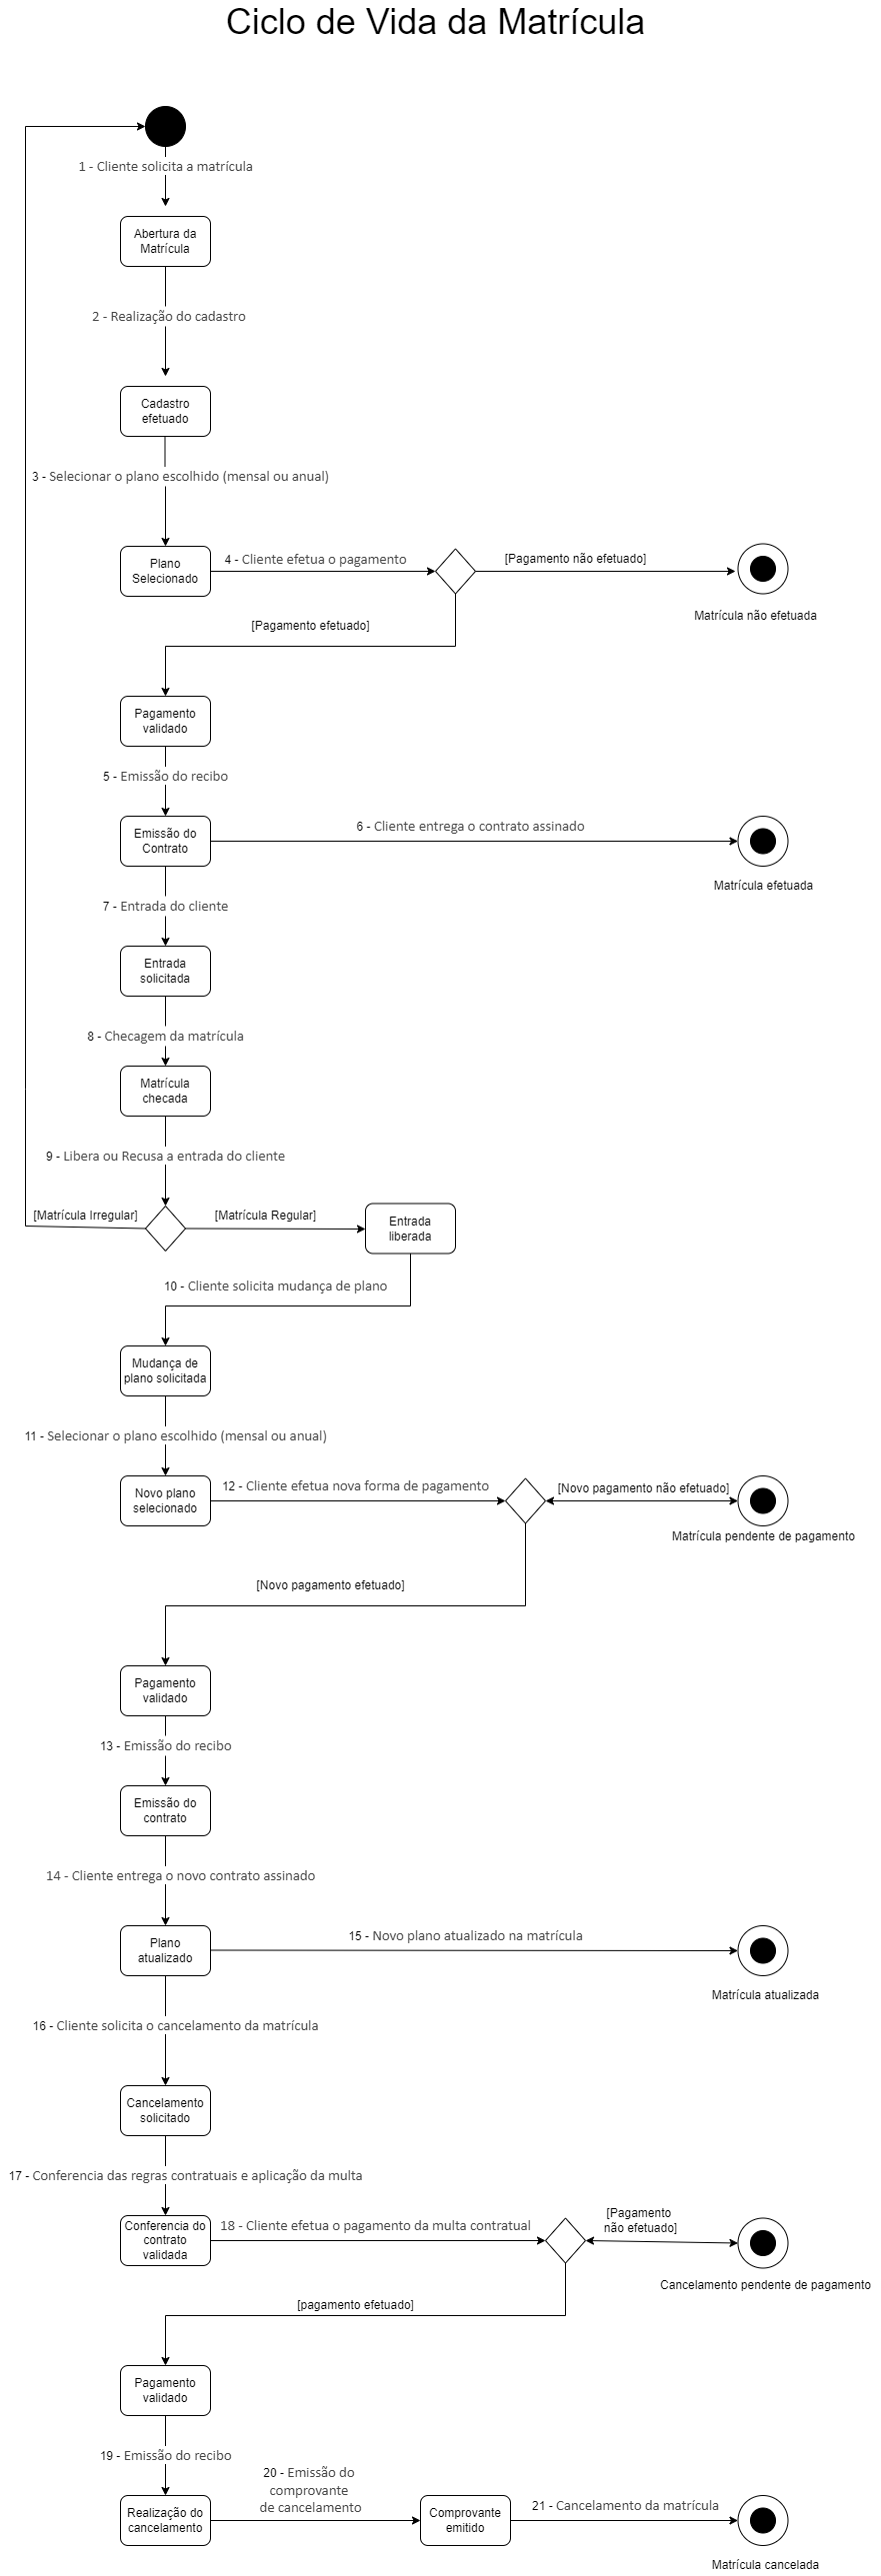 Ciclo de Vida da Matrícula
1 - Cliente solicita a matrícula
Abertura da
Matrícula
2 - Realização do cadastro
Cadastro
efetuado
3 - Selecionar o plano escolhido (mensal ou anual)
Plano
Selecionado
4 - Cliente efetua o pagamento
[Pagamento não efetuado]
Matrícula não efetuada
[Pagamento efetuado]
Pagamento
validado
5 - Emissão do recibo
Emissão do
Contrato
6 - Cliente entrega o contrato assinado
Matrícula efetuada
7 - Entrada do cliente
Entrada
solicitada
8 - Checagem da matrícula
Matrícula
checada
9 - Libera ou Recusa a entrada do cliente
[Matrícula Irregular]
[Matrícula Regular]
Entrada
liberada
10 - Cliente solicita mudança de plano
Mudança de
plano solicitada
11 - Selecionar o plano escolhido (mensal ou anual)
Novo plano
selecionado
12 - Cliente efetua nova forma de pagamento
[Novo pagamento não efetuado]
Matrícula pendente de pagamento
[Novo pagamento efetuado]
Pagamento
validado
13 - Emissão do recibo
Emissão do
contrato
14 - Cliente entrega o novo contrato assinado
Plano
atualizado
15 - Novo plano atualizado na matrícula
Matrícula atualizada
16 - Cliente solicita o cancelamento da matrícula
Cancelamento
solicitado
17 - Conferencia das regras contratuais e aplicação da multa
Conferencia do
contrato
validada
18 - Cliente efetua o pagamento da multa contratual
[Pagamento
não efetuado]
Cancelamento pendente de pagamento
[pagamento efetuado]
Pagamento
validado
19 - Emissão do recibo
Realização do
cancelamento
20 - Emissão do
comprovante
de cancelamento
Comprovante
emitido
21 - Cancelamento da matrícula
Matrícula cancelada